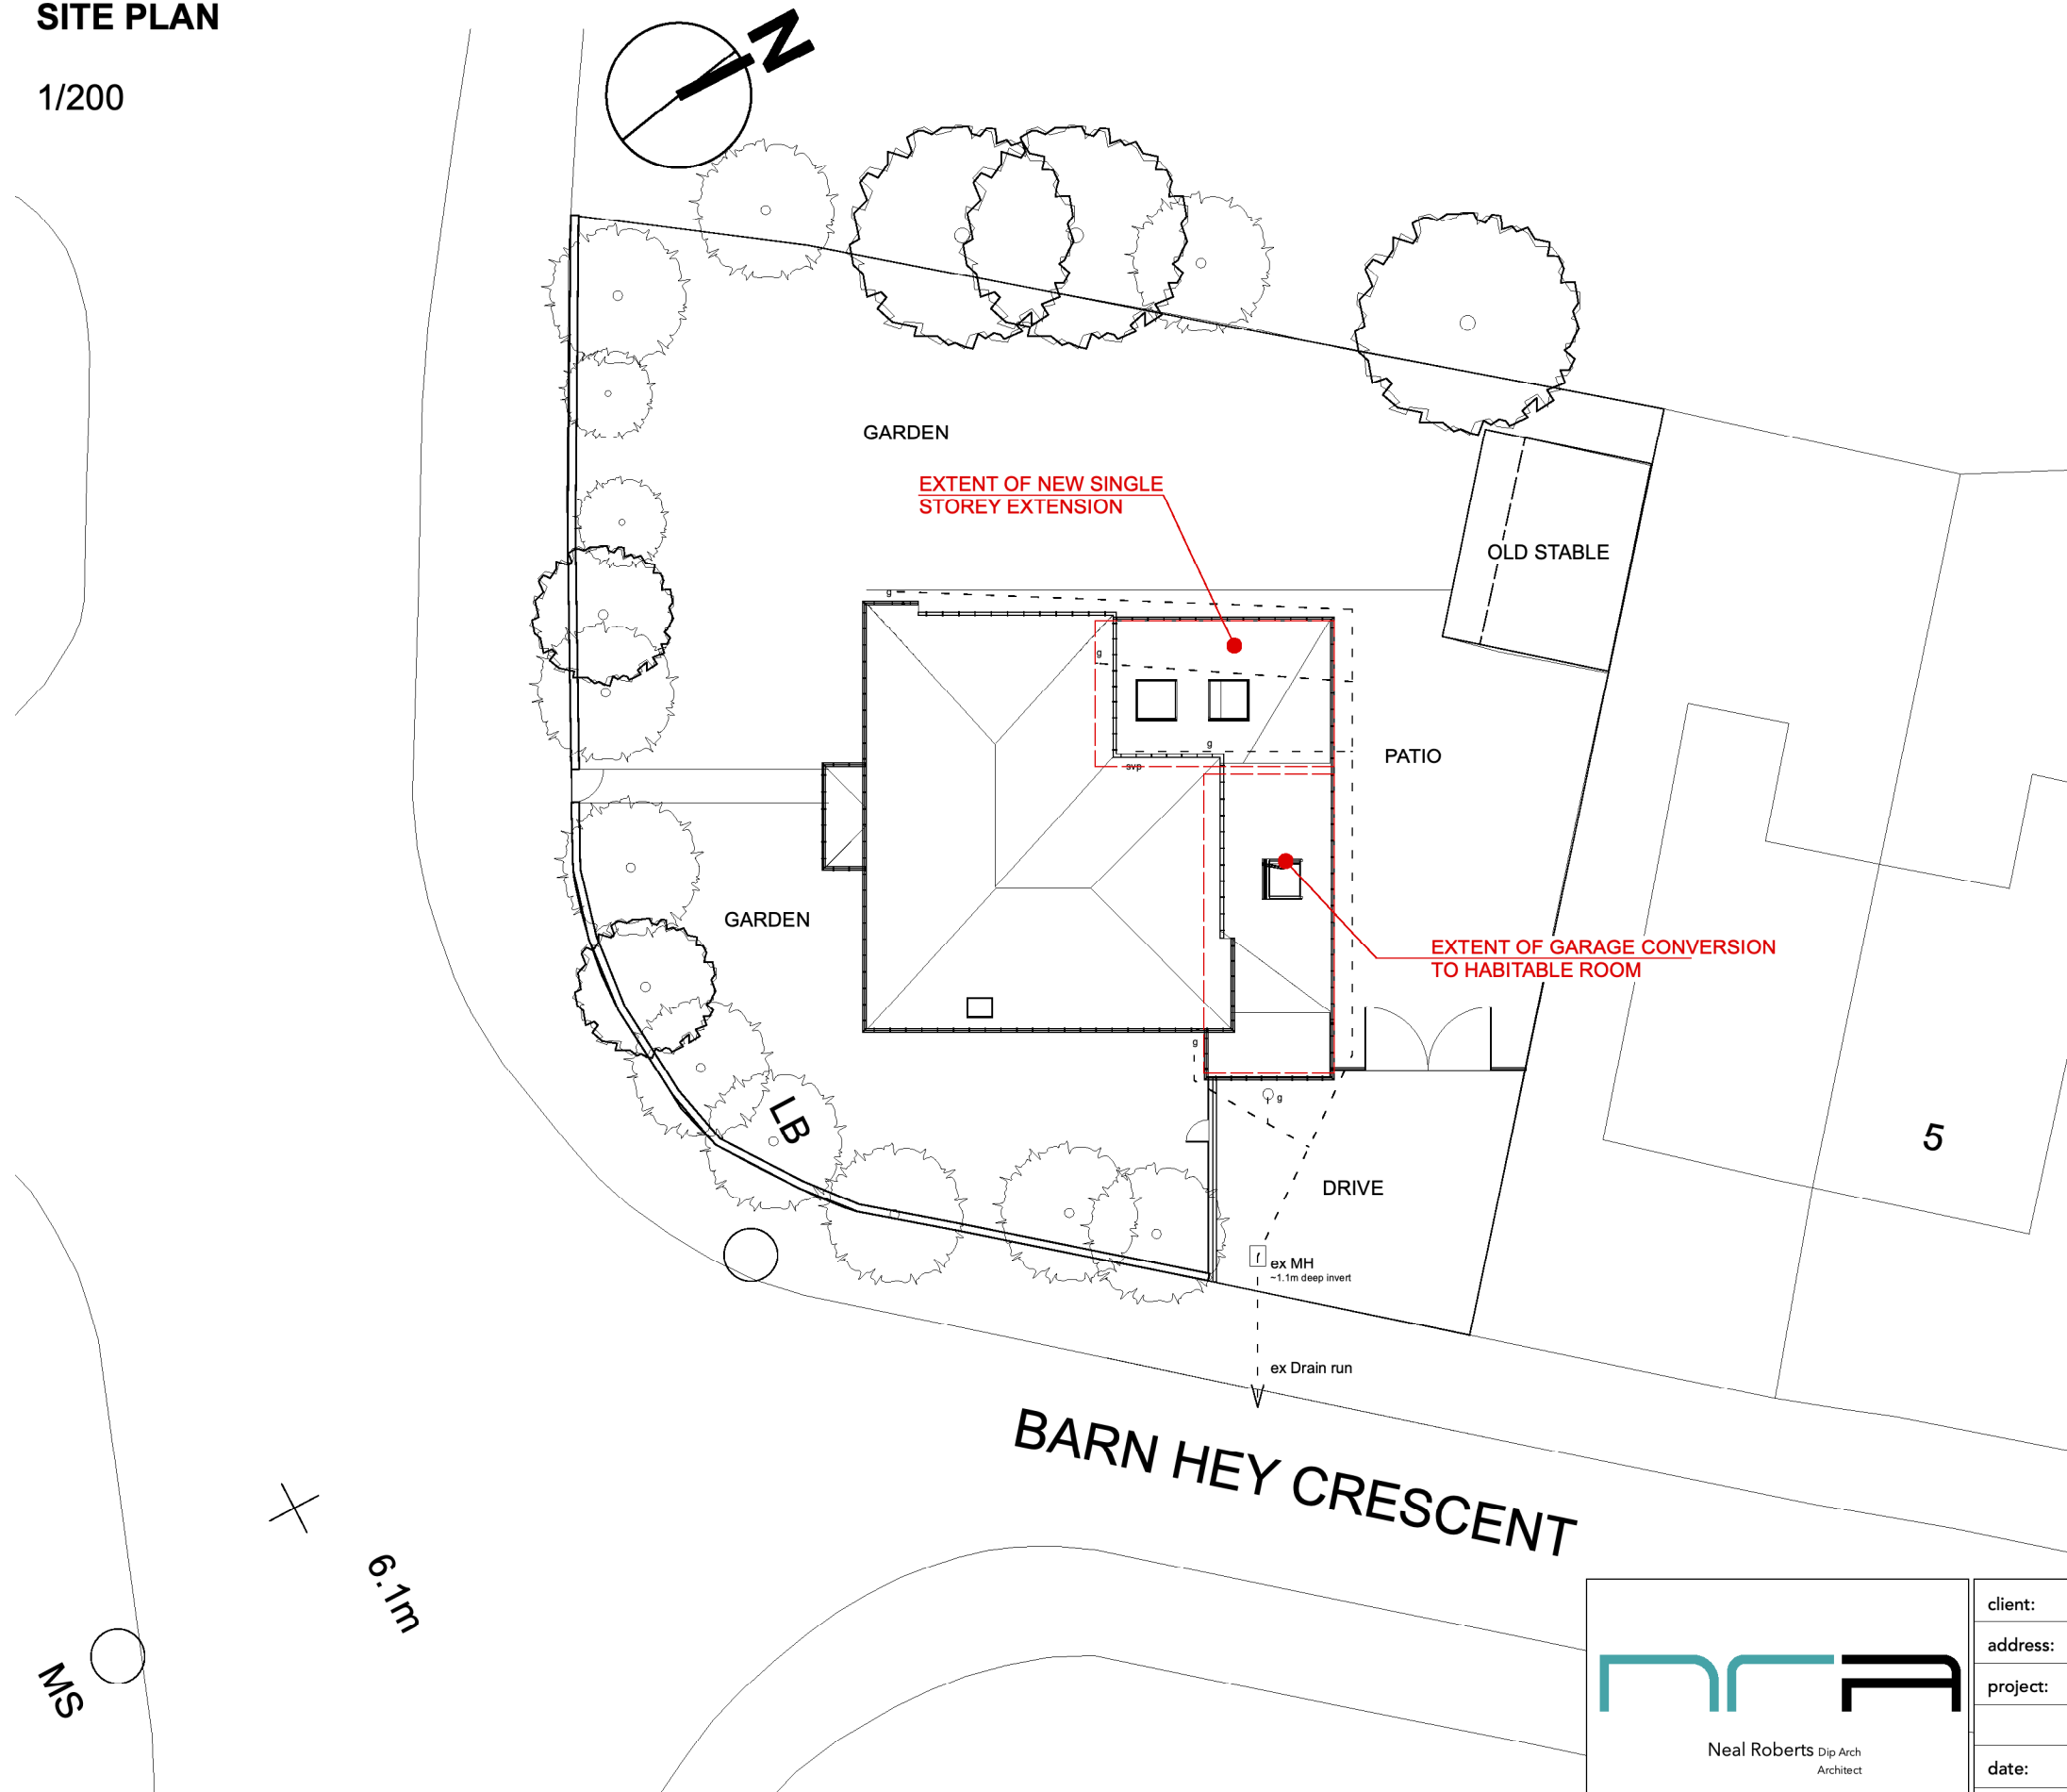 SITE PLAN
1/200
N
GARDEN
EXTENT OF NEW SINGLE
STOREY EXTENSION
OLD STABLE
g
g
g
svp
PATIO
GARDEN
EXTENT OF GARAGE CONVERSION
TO HABITABLE ROOM
g
g
LB
5
DRIVE
ex MH
~1.1m deep invert
ex Drain run
BARN HEY CRESCENT
6.1m
MS
client:
address:
project:
nra
Neal Roberts Dip Arch
Architect
date: